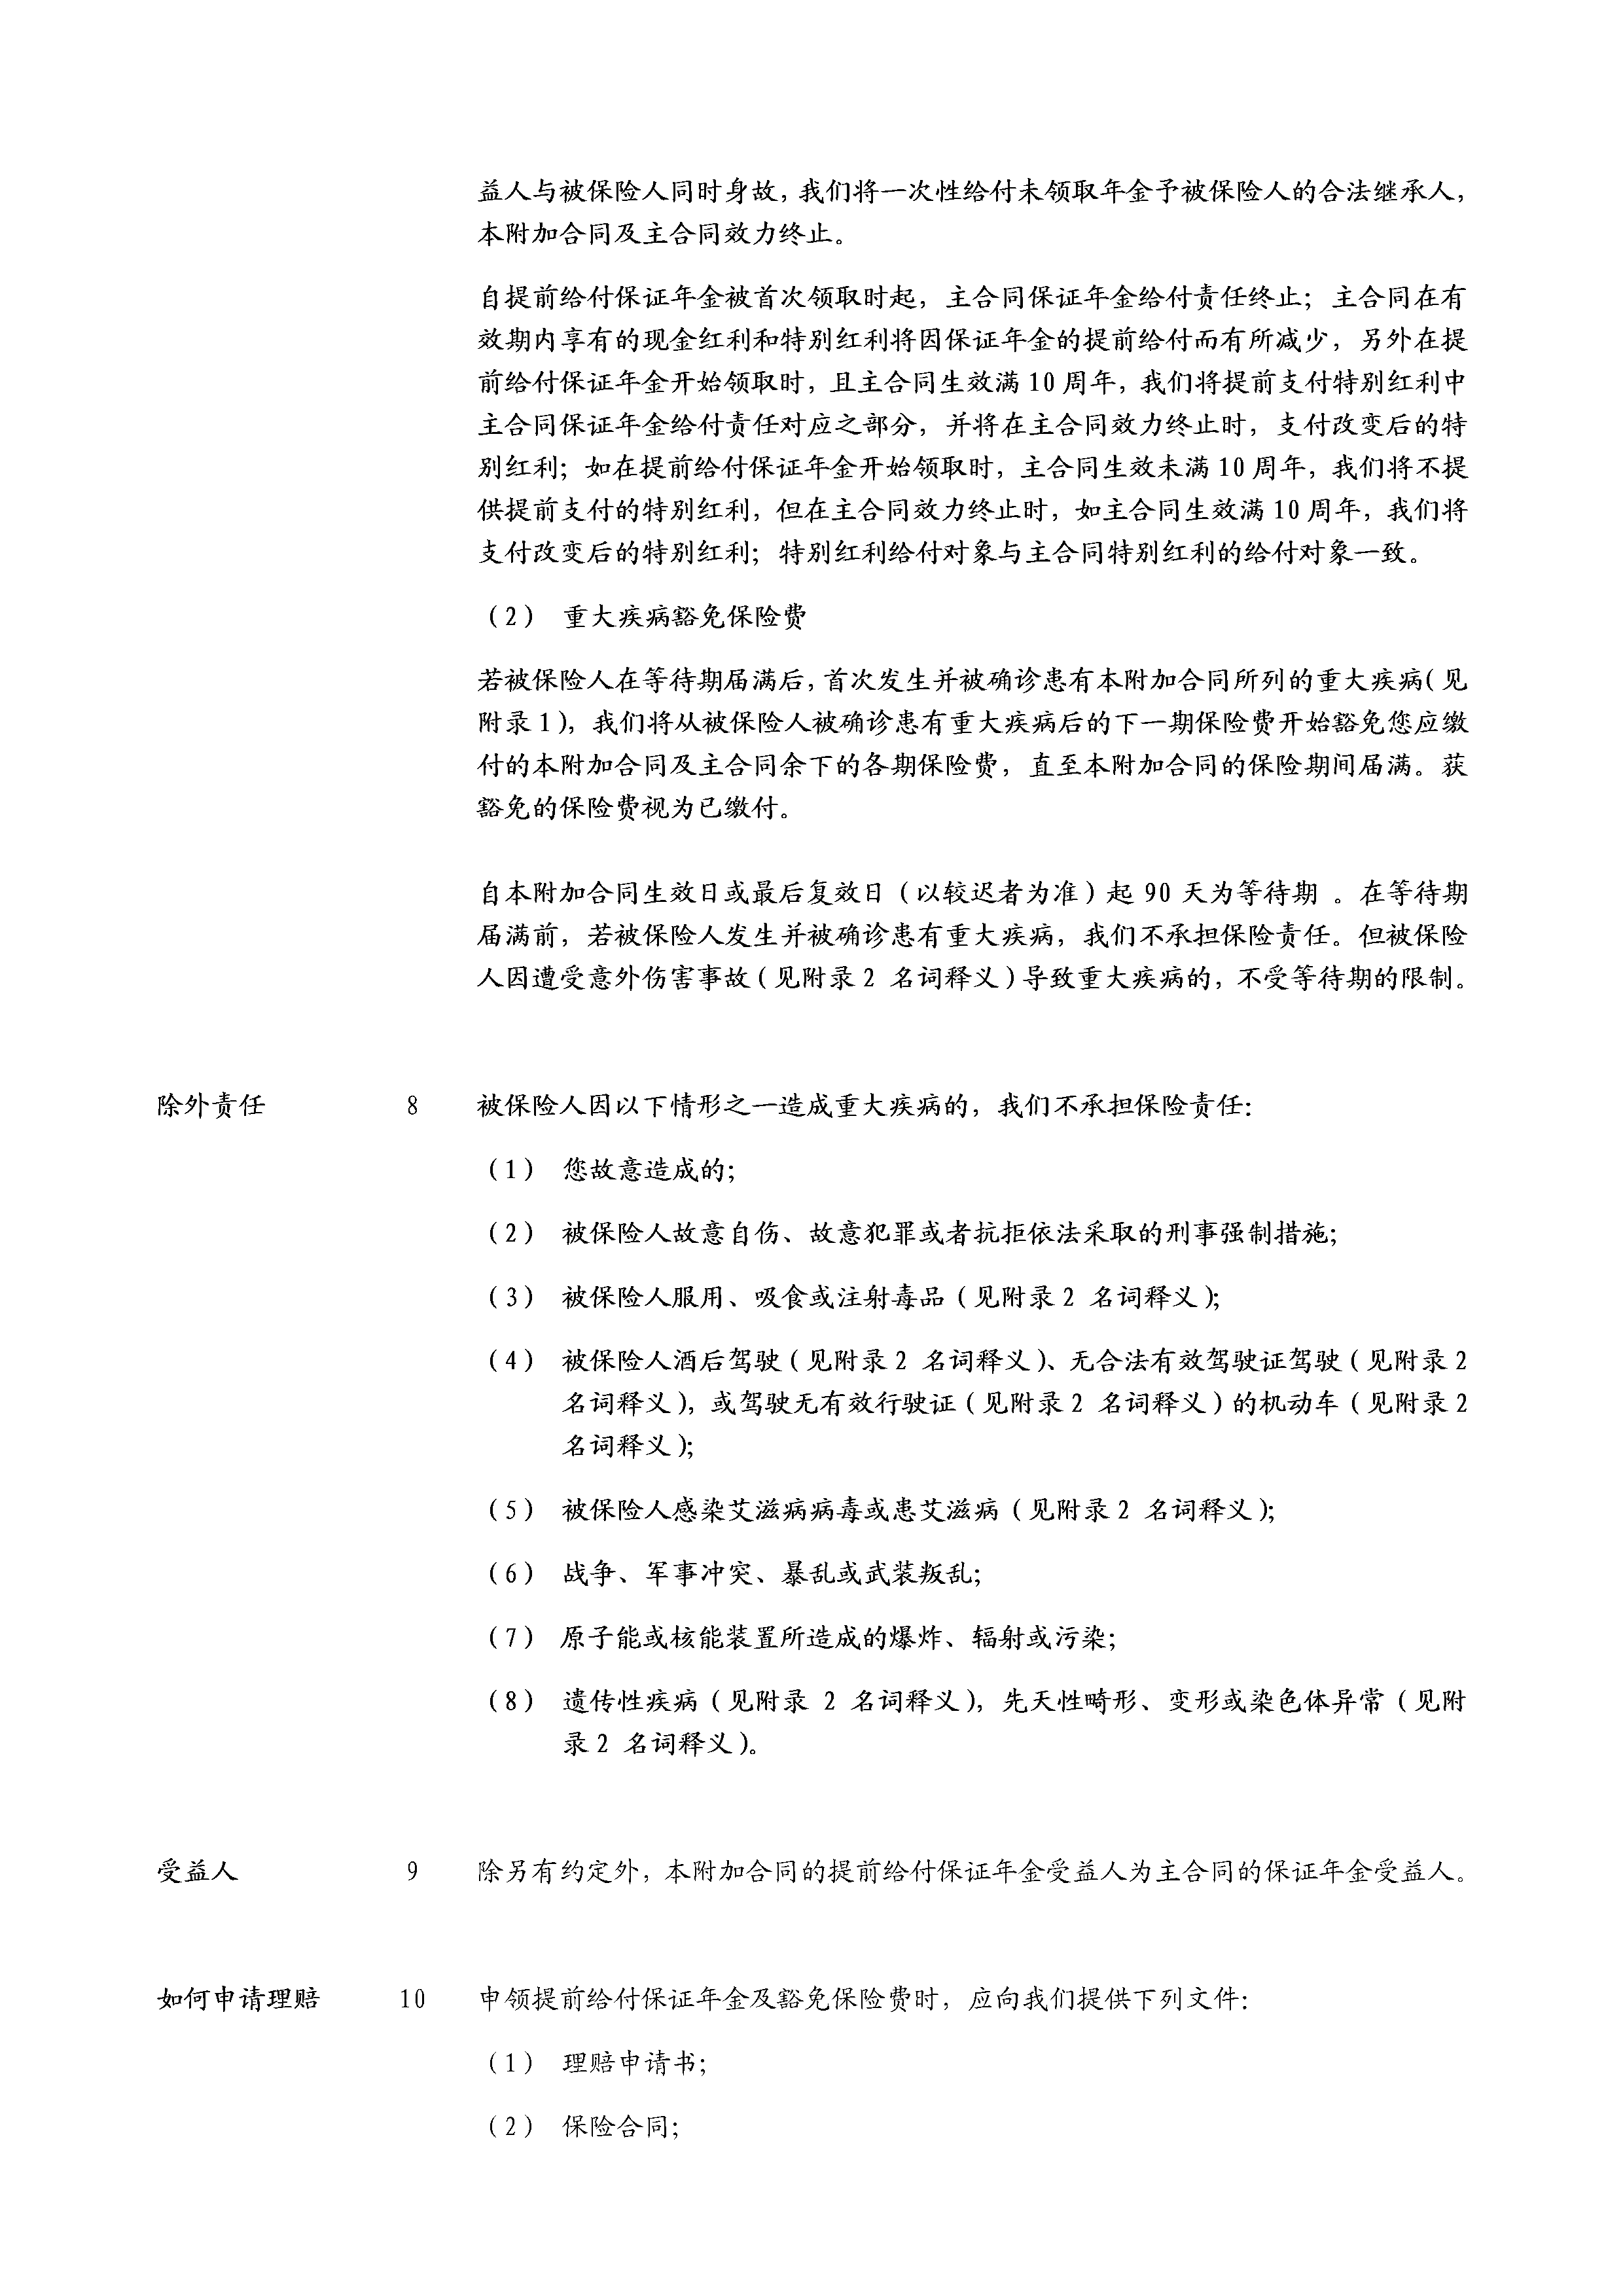 益人与被保险人同时身故，我们将一次性给付未领取年金予被保险人的合法继承人，
本附加合同及主合同效力终止。
自提前给付保证年金被首次领取时起，主合同保证年金给付责任终止；主合同在有
效期内享有的现金红利和特别红利将因保证年金的提前给付而有所减少，另外在提
前给付保证年金开始领取时，且主合同生效满 10 周年，我们将提前支付特别红利中
主合同保证年金给付责任对应之部分，并将在主合同效力终止时，支付改变后的特
别红利；如在提前给付保证年金开始领取时，主合同生效未满 10 周年，我们将不提
供提前支付的特别红利，但在主合同效力终止时，如主合同生效满 10 周年，我们将
支付改变后的特别红利；特别红利给付对象与主合同特别红利的给付对象一致。
（2） 重大疾病豁免保险费
若被保险人在等待期届满后，首次发生并被确诊患有本附加合同所列的重大疾病（见
附录 1），我们将从被保险人被确诊患有重大疾病后的下一期保险费开始豁免您应缴
付的本附加合同及主合同余下的各期保险费，直至本附加合同的保险期间届满。获
豁免的保险费视为已缴付。
自本附加合同生效日或最后复效日（以较迟者为准）起 90 天为等待期 。在等待期
届满前，若被保险人发生并被确诊患有重大疾病，我们不承担保险责任。但被保险
人因遭受意外伤害事故（见附录 2 名词释义）导致重大疾病的，不受等待期的限制。
除外责任 8 被保险人因以下情形之一造成重大疾病的，我们不承担保险责任：
（1） 您故意造成的；
（2） 被保险人故意自伤、故意犯罪或者抗拒依法采取的刑事强制措施；
（3） 被保险人服用、吸食或注射毒品（见附录 2 名词释义）；
（4） 被保险人酒后驾驶（见附录 2 名词释义）、无合法有效驾驶证驾驶（见附录 2
名词释义），或驾驶无有效行驶证（见附录 2 名词释义）的机动车（见附录 2
名词释义）；
（5） 被保险人感染艾滋病病毒或患艾滋病（见附录 2 名词释义）；
（6） 战争、军事冲突、暴乱或武装叛乱；
（7） 原子能或核能装置所造成的爆炸、辐射或污染；
（8） 遗传性疾病（见附录 2 名词释义），先天性畸形、变形或染色体异常（见附
录 2 名词释义）。
受益人 9 除另有约定外，本附加合同的提前给付保证年金受益人为主合同的保证年金受益人。
如何申请理赔 10 申领提前给付保证年金及豁免保险费时，应向我们提供下列文件：
（1） 理赔申请书；
（2） 保险合同；